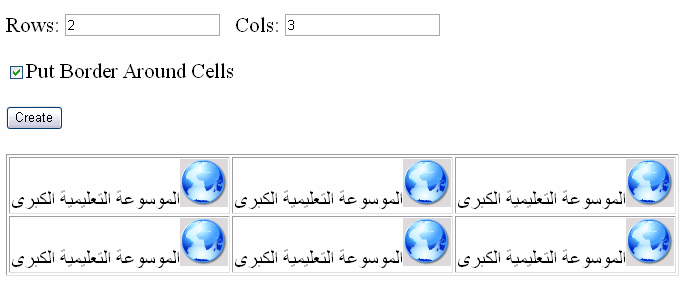 Rows: 2 Cols: 3
Put Border Around Cells
Create
الموسوعة التعليمية الكبرى الموسوعة التعليمية الكبرى الموسوعة التعليمية الكبرى
الموسوعة التعليمية الكبرى الموسوعة التعليمية الكبرى الموسوعة التعليمية الكبرى